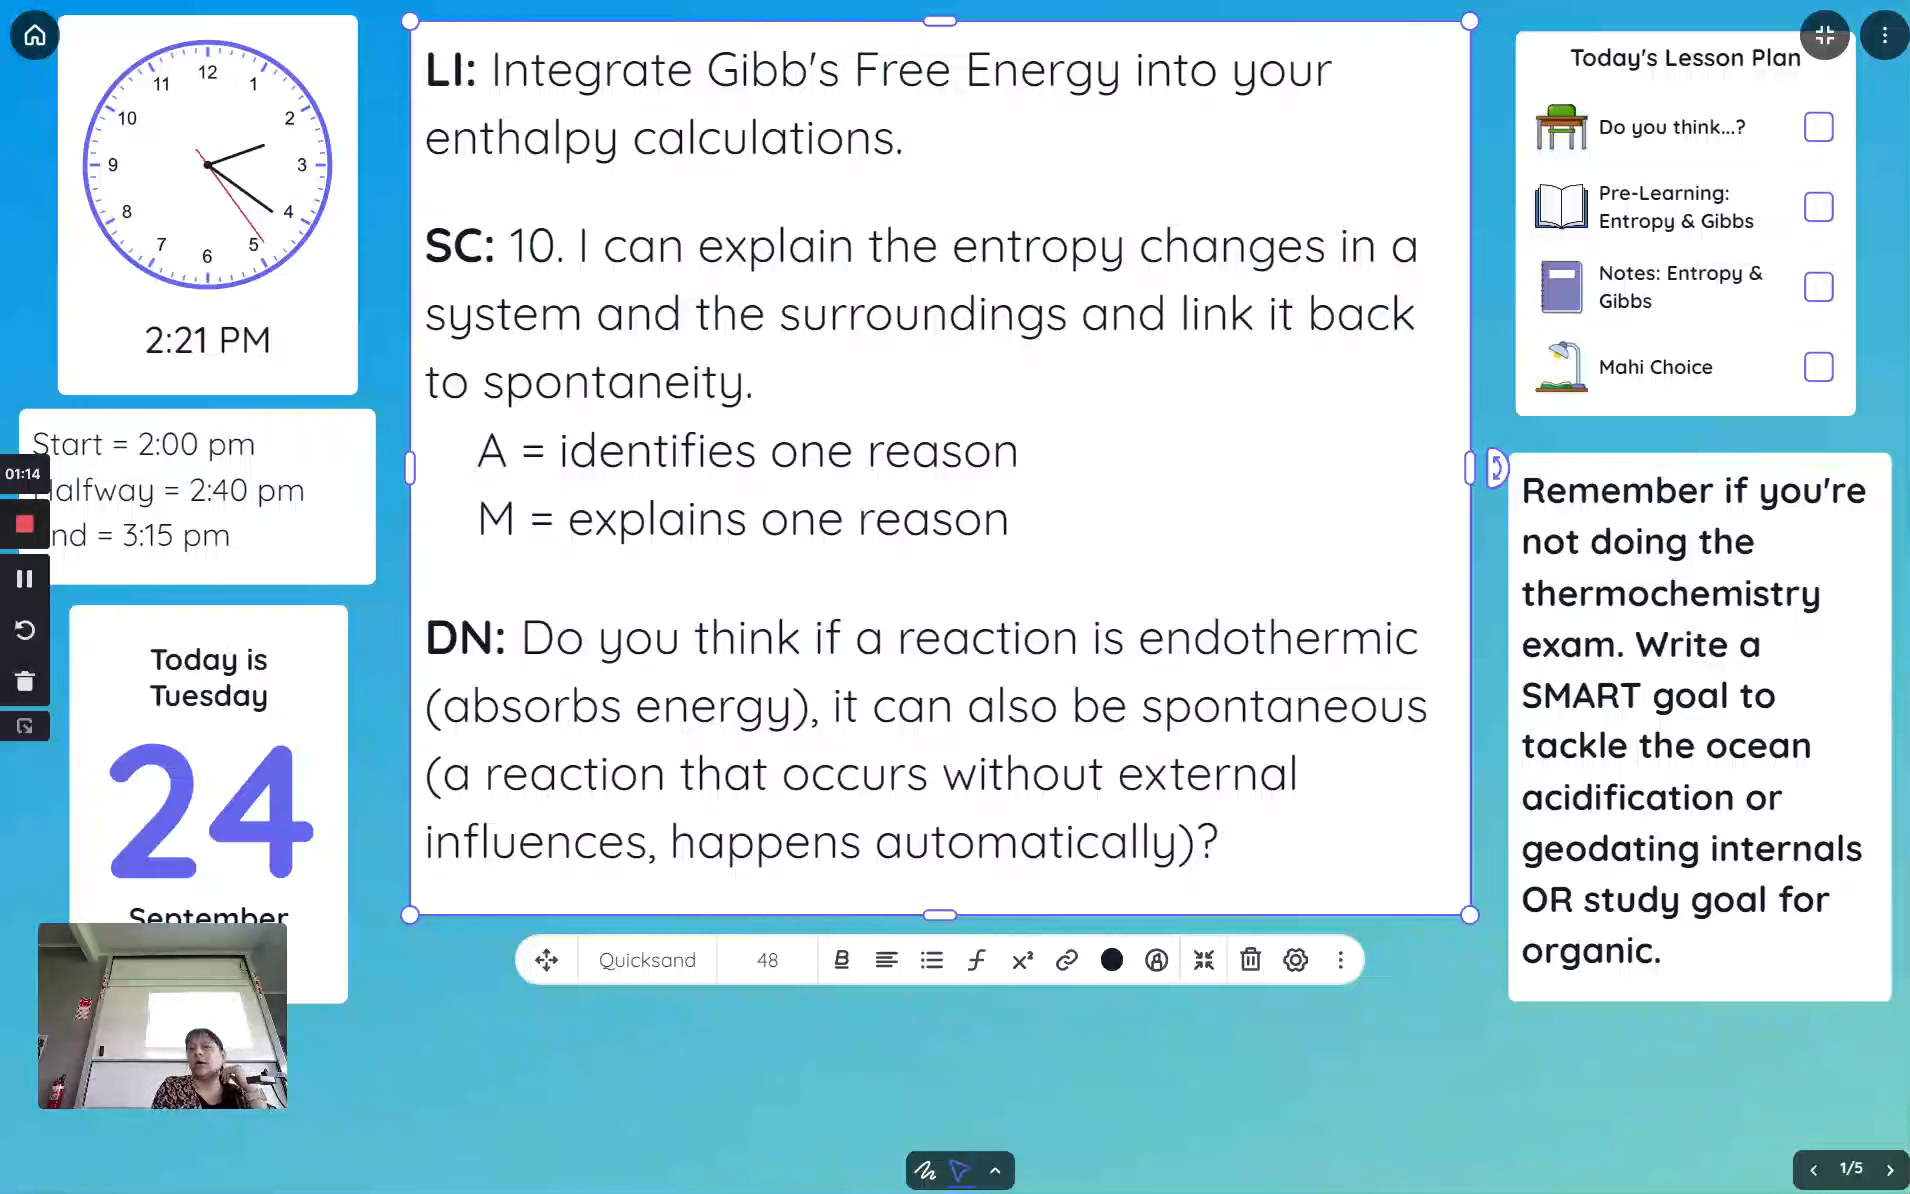 12
1
2
3
4
5
6
7
8
9
10
11
2:21 PM
Start = 2:00 pm
Halfway = 2:40 pm
End = 3:15 pm
01:14
Today is
Tuesday
24
September
LI: Integrate Gibb's Free Energy into your
enthalpy calculations.
SC: 10. I can explain the entropy changes in a
system and the surroundings and link it back
to spontaneity.
A = identifies one reason
M = explains one reason
DN: Do you think if a reaction is endothermic
(absorbs energy), it can also be spontaneous
(a reaction that occurs without external
influences, happens automatically)?
Quicksand 48 B f x²
Today's Lesson Plan
Do you think...?
Pre-Learning:
Entropy & Gibbs
Notes: Entropy &
Gibbs
Mahi Choice
Remember if you're
not doing the
thermochemistry
exam. Write a
SMART goal to
tackle the ocean
acidification or
geodating internals
OR study goal for
organic.
1/5